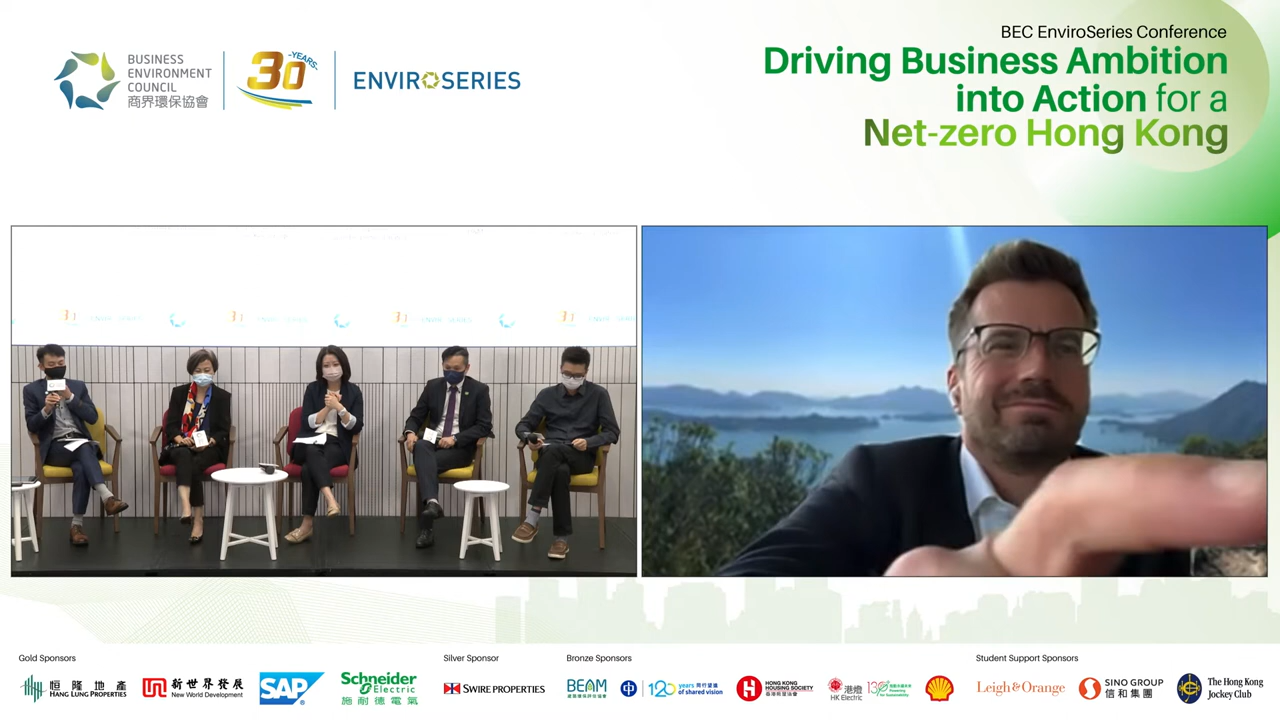 BUSINESS
ENVIRONMENT
COUNCIL
商界環保協會
30
-YEARS-
ENVIROSERIES
BEC EnviroSeries Conference
Driving Business Ambition
into Action for a
Net-zero Hong Kong
Gold Sponsors
恒隆地產
HANG LUNG PROPERTIES
新世界發展
New World Development
SAP
Schneider
Electric
施耐德電氣
Silver Sponsor
SWIRE PROPERTIES
Bronze Sponsors
BEAM
120 years
of shared vision
HONG KONG
HOUSING SOCIETY
香港房屋協會
港燈
HK Electric
130
Powering
for Sustainability
Student Support Sponsors
Leigh & Orange
SINO GROUP
信和集團
The Hong Kong
Jockey Club